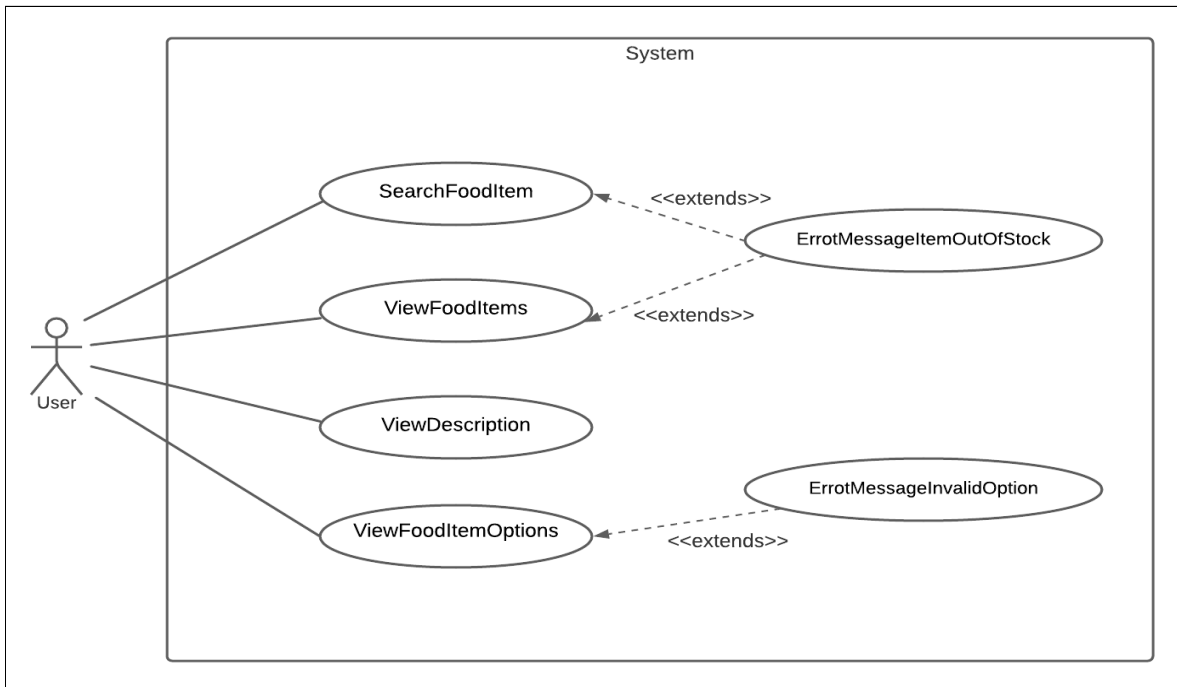 System
SearchFoodItem
<<extends>>
ErrotMessageItemOutOfStock
ViewFoodItems
<<extends>>
User
ViewDescription
ErrotMessageInvalidOption
ViewFoodItemOptions
<<extends>>